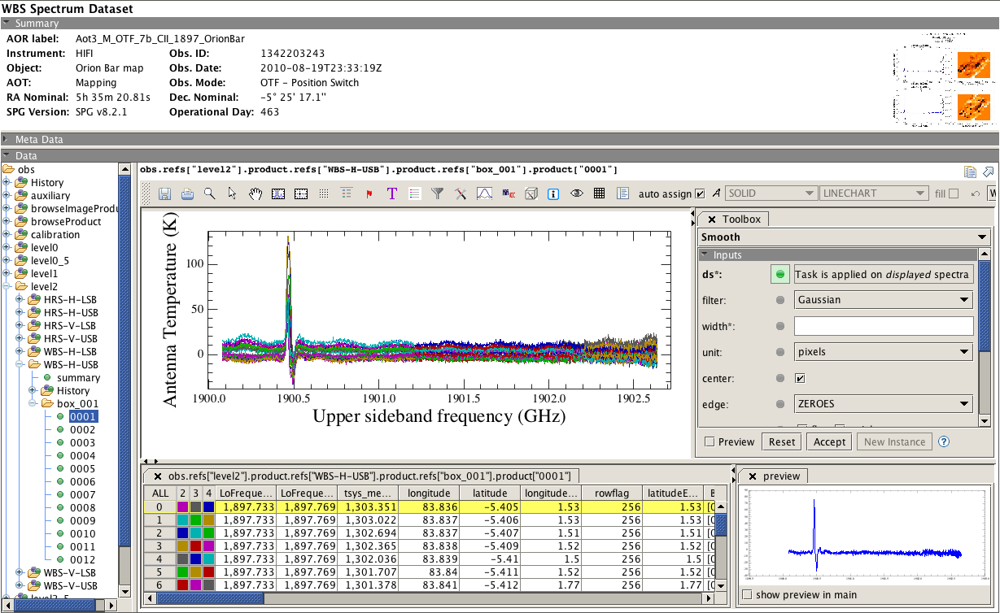 WBS Spectrum Dataset
Summary
AOR label: Aot3_M_OTF_7b_CII_1897_OrionBar
Instrument: HIFI Obs. ID: 1342203243
Object: Orion Bar map Obs. Date: 2010-08-19T23:33:19Z
AOT: Mapping Obs. Mode: OTF - Position Switch
RA Nominal: 5h 35m 20.81s Dec. Nominal: -5° 25' 17.1''
SPG Version: SPG v8.2.1 Operational Day: 463
Meta Data
Data
obs
History
auxiliary
browseImageProdu
browseProduct
calibration
level0
level0_5
level1
level2
HRS-H-LSB
HRS-H-USB
HRS-V-LSB
HRS-V-USB
WBS-H-LSB
WBS-H-USB
summary
History
box_001
0001
0002
0003
0004
0005
0006
0007
0008
0009
0010
0011
0012
WBS-V-LSB
WBS-V-USB
level2_5
obs.refs["level2"].product.refs["WBS-H-USB"].product.refs["box_001"].product["0001"]
T auto assign A SOLID LINECHART fill
Antenna Temperature (K)
100
50
0
1900.0 1900.5 1901.0 1901.5 1902.0 1902.5
Upper sideband frequency (GHz)
Toolbox
Smooth
Inputs
ds*: Task is applied on displayed spectra
filter: Gaussian
width*:
unit: pixels
center:
edge: ZEROES
Preview Reset Accept New Instance ?
obs.refs["level2"].product.refs["WBS-H-USB"].product.refs["box_001"].product["0001"]
ALL 2 3 4 LoFreque... LoFreque... tsys_me... longitude latitude longitude... rowflag latitudeE...
0 1,897.733 1,897.769 1,303.351 83.836 -5.405 1.53 256 1.53 [0
1 1,897.733 1,897.769 1,303.022 83.837 -5.406 1.53 256 1.53 [0
2 1,897.733 1,897.769 1,302.694 83.837 -5.407 1.51 256 1.51 [0
3 1,897.733 1,897.769 1,302.365 83.838 -5.409 1.52 256 1.52 [0
4 1,897.733 1,897.769 1,302.036 83.839 -5.41 1.5 256 1.5 [0
5 1,897.733 1,897.769 1,301.707 83.84 -5.411 1.52 256 1.52 [0
6 1,897.733 1,897.769 1,301.378 83.841 -5.412 1.77 256 1.77 [0
preview
show preview in main